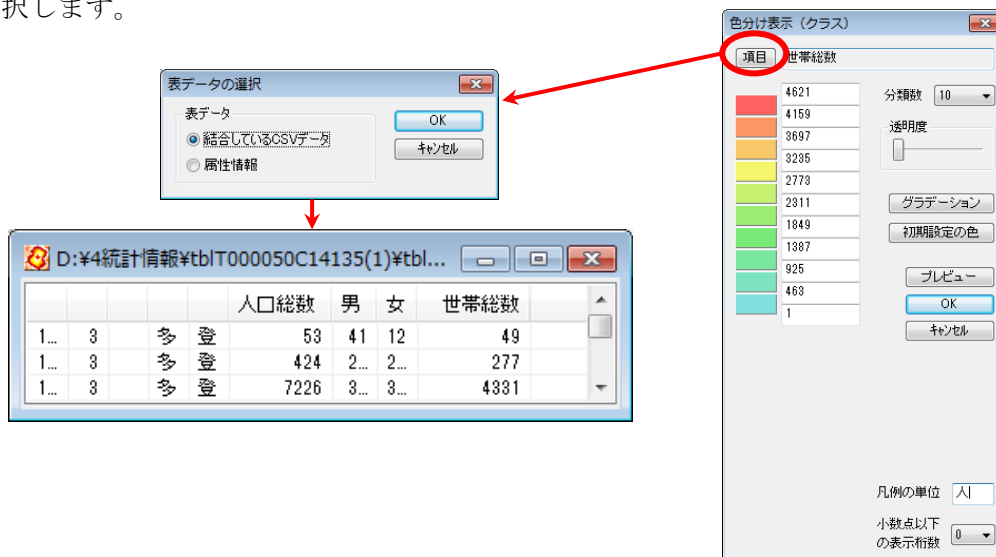 択します。
色分け表示（クラス）
項目 世帯総数
4621
4159
3697
3235
2773
2311
1849
1387
925
463
1
分類数 10
透明度
グラデーション
初期設定の色
プレビュー
OK
キャンセル
凡例の単位 人
小数点以下
の表示桁数 0
表データの選択
表データ
結合しているCSVデータ
属性情報
OK
キャンセル
D:¥4統計情報¥tblT000050C14135(1)¥tbl...
人口総数 男 女 世帯総数
1... 3 多 登 53 41 12 49
1... 3 多 登 424 2... 2... 277
1... 3 多 登 7226 3... 3... 4331